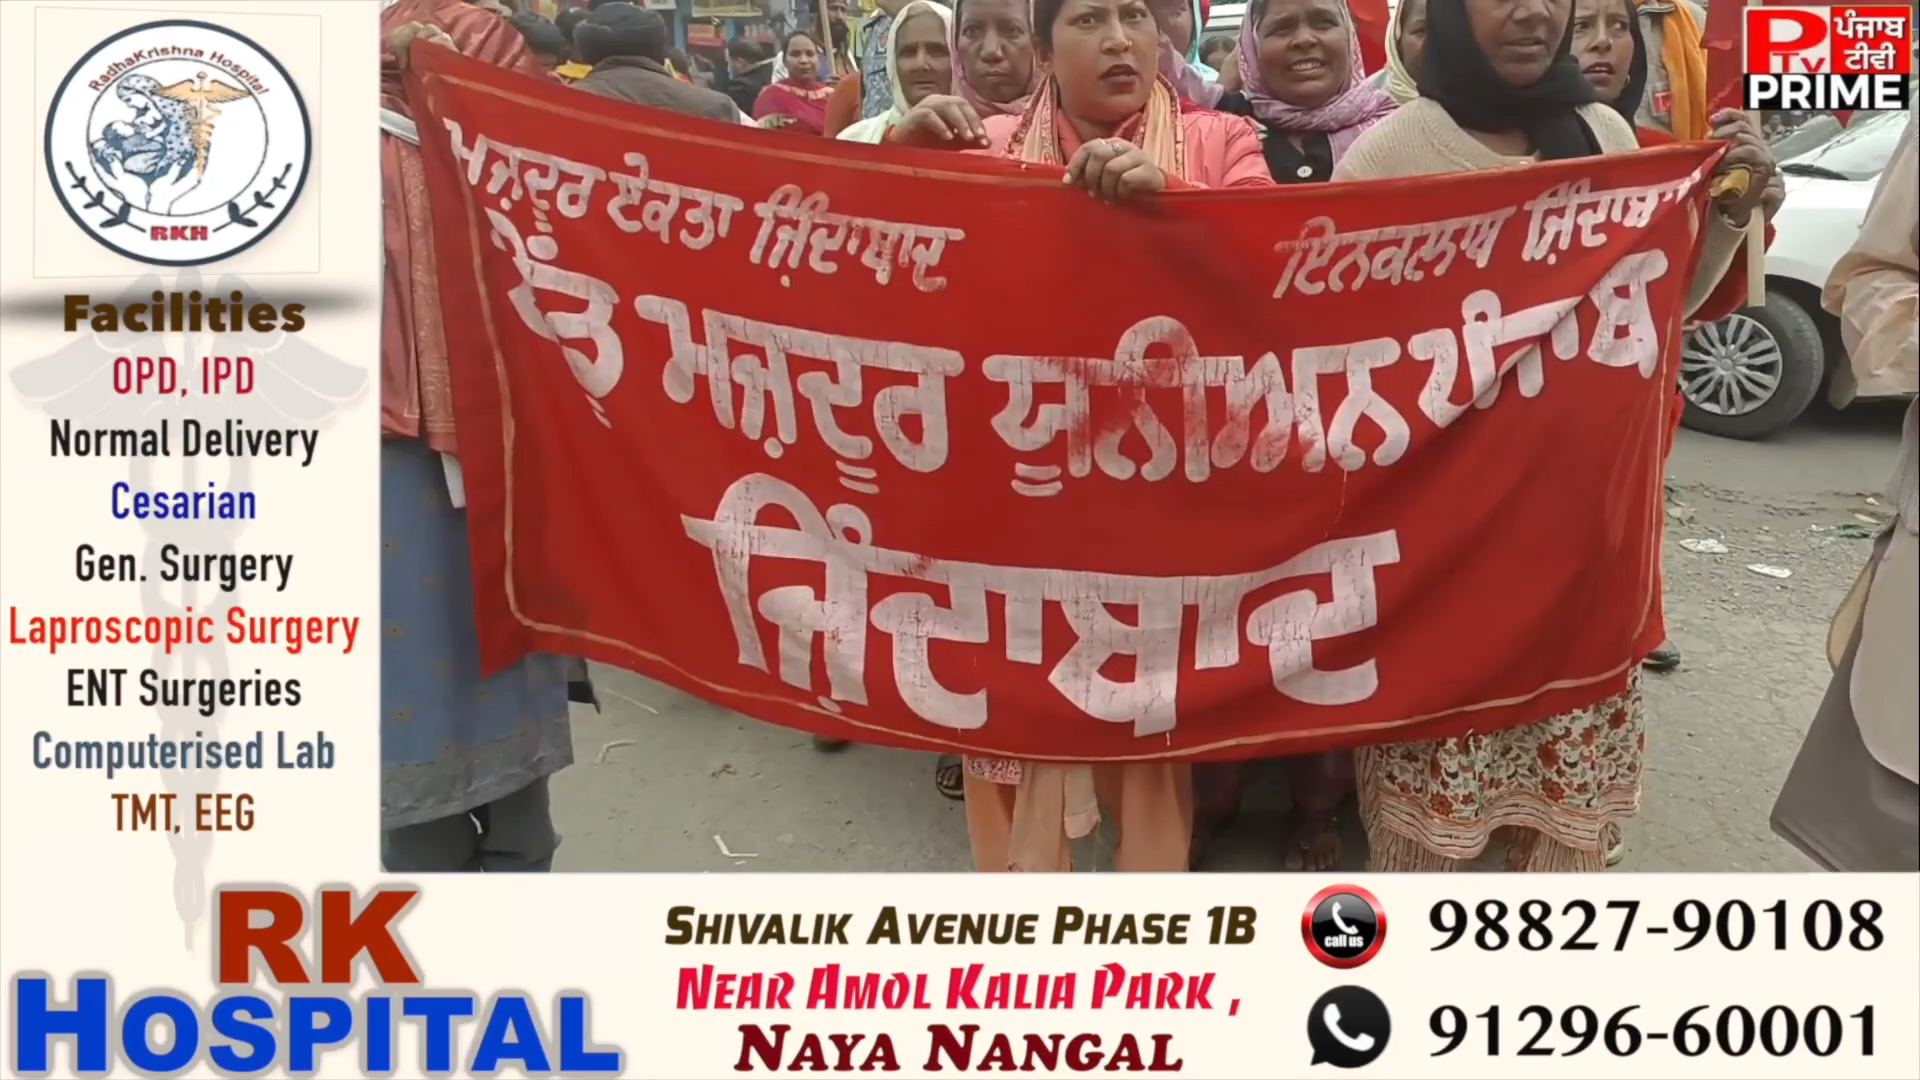 RadhaKrishna Hospital
RKH
Facilities
OPD, IPD
Normal Delivery
Cesarian
Gen. Surgery
Laproscopic Surgery
ENT Surgeries
Computerised Lab
TMT, EEG
ਮਜ਼ਦੂਰ ਏਕਤਾ ਜ਼ਿੰਦਾਬਾਦ
ਇਨਕਲਾਬ ਜ਼ਿੰਦਾਬਾਦ
ਪੇਂਡੂ ਮਜ਼ਦੂਰ ਯੂਨੀਅਨ ਪੰਜਾਬ
ਜ਼ਿੰਦਾਬਾਦ
PTv ਪੰਜਾਬ ਟੀਵੀ
PRIME
RK
HOSPITAL
SHIVALIK AVENUE PHASE 1B
NEAR AMOL KALIA PARK ,
NAYA NANGAL
call us
98827-90108
91296-60001